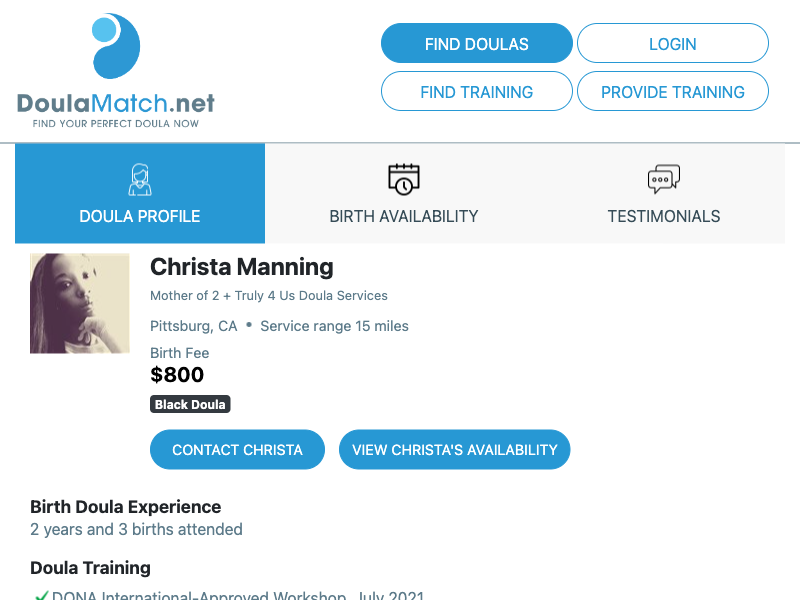 DoulaMatch.net
FIND YOUR PERFECT DOULA NOW
FIND DOULAS
LOGIN
FIND TRAINING
PROVIDE TRAINING
DOULA PROFILE
BIRTH AVAILABILITY
TESTIMONIALS
Christa Manning
Mother of 2 + Truly 4 Us Doula Services
Pittsburg, CA • Service range 15 miles
Birth Fee
$800
Black Doula
CONTACT CHRISTA
VIEW CHRISTA'S AVAILABILITY
Birth Doula Experience
2 years and 3 births attended
Doula Training
DONA International-Approved Workshop, July 2021